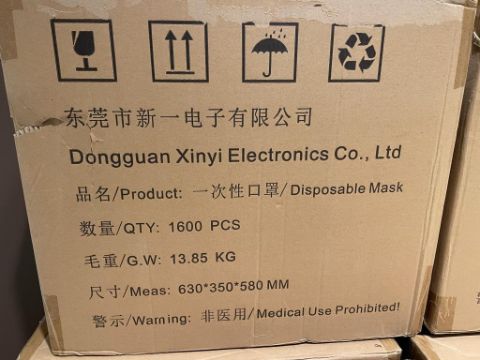 东莞市新一电子有限公司
Dongguan Xinyi Electronics Co., Ltd
品名/Product: 一次性口罩/Disposable Mask
数量/QTY: 1600 PCS
毛重/G.W: 13.85 KG
尺寸/Meas: 630*350*580 MM
警示/Warning: 非医用/Medical Use Prohibited!